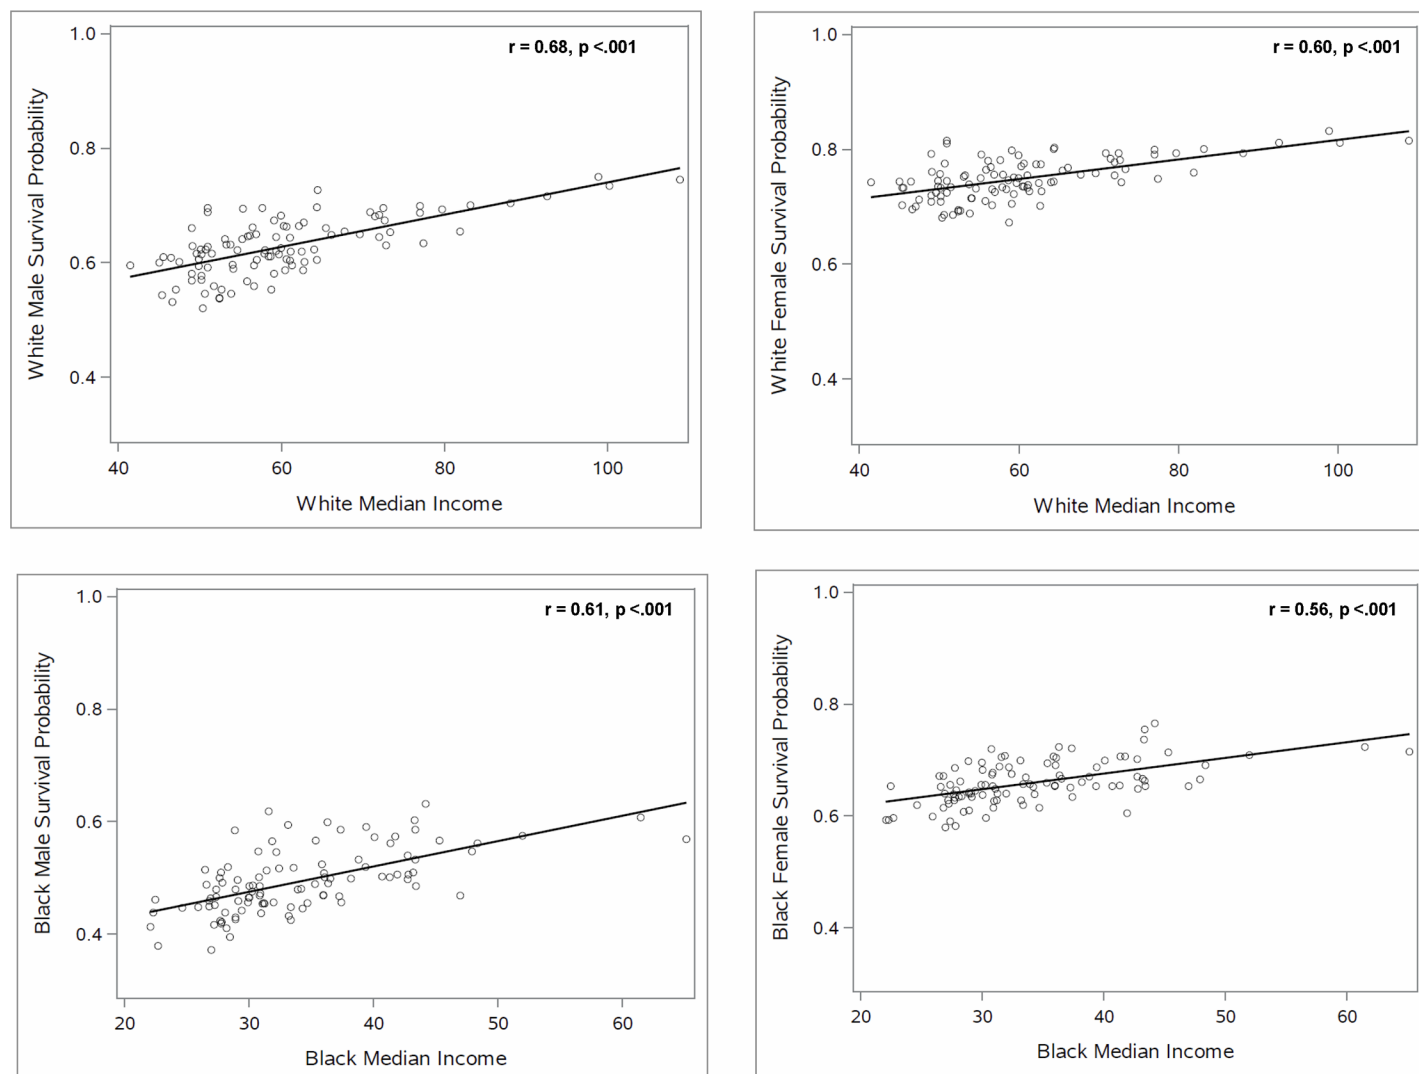 1.0
r = 0.68, p <.001
0.8
0.6
0.4
White Male Survival Probability
40 60 80 100
White Median Income
1.0
r = 0.60, p <.001
0.8
0.6
0.4
White Female Survival Probability
40 60 80 100
White Median Income
1.0
r = 0.61, p <.001
0.8
0.6
0.4
Black Male Survival Probability
20 30 40 50 60
Black Median Income
1.0
r = 0.56, p <.001
0.8
0.6
0.4
Black Female Survival Probability
20 30 40 50 60
Black Median Income